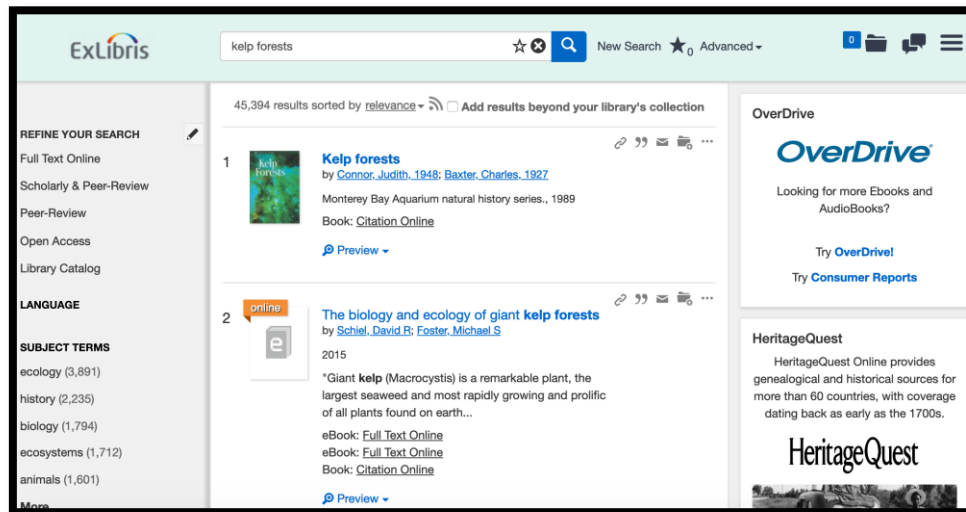 ExLibris
kelp forests
New Search
0
Advanced
0
REFINE YOUR SEARCH
Full Text Online
Scholarly & Peer-Review
Peer-Review
Open Access
Library Catalog
LANGUAGE
SUBJECT TERMS
ecology (3,891)
history (2,235)
biology (1,794)
ecosystems (1,712)
animals (1,601)
More
45,394 results sorted by relevance
Add results beyond your library's collection
1
Kelp Forests
Kelp forests
by Connor, Judith, 1948; Baxter, Charles, 1927
Monterey Bay Aquarium natural history series., 1989
Book: Citation Online
Preview
2
online
e
The biology and ecology of giant kelp forests
by Schiel, David R; Foster, Michael S
2015
"Giant kelp (Macrocystis) is a remarkable plant, the
largest seaweed and most rapidly growing and prolific
of all plants found on earth...
eBook: Full Text Online
eBook: Full Text Online
Book: Citation Online
Preview
OverDrive
OverDrive
Looking for more Ebooks and
AudioBooks?
Try OverDrive!
Try Consumer Reports
HeritageQuest
HeritageQuest Online provides
genealogical and historical sources for
more than 60 countries, with coverage
dating back as early as the 1700s.
HeritageQuest